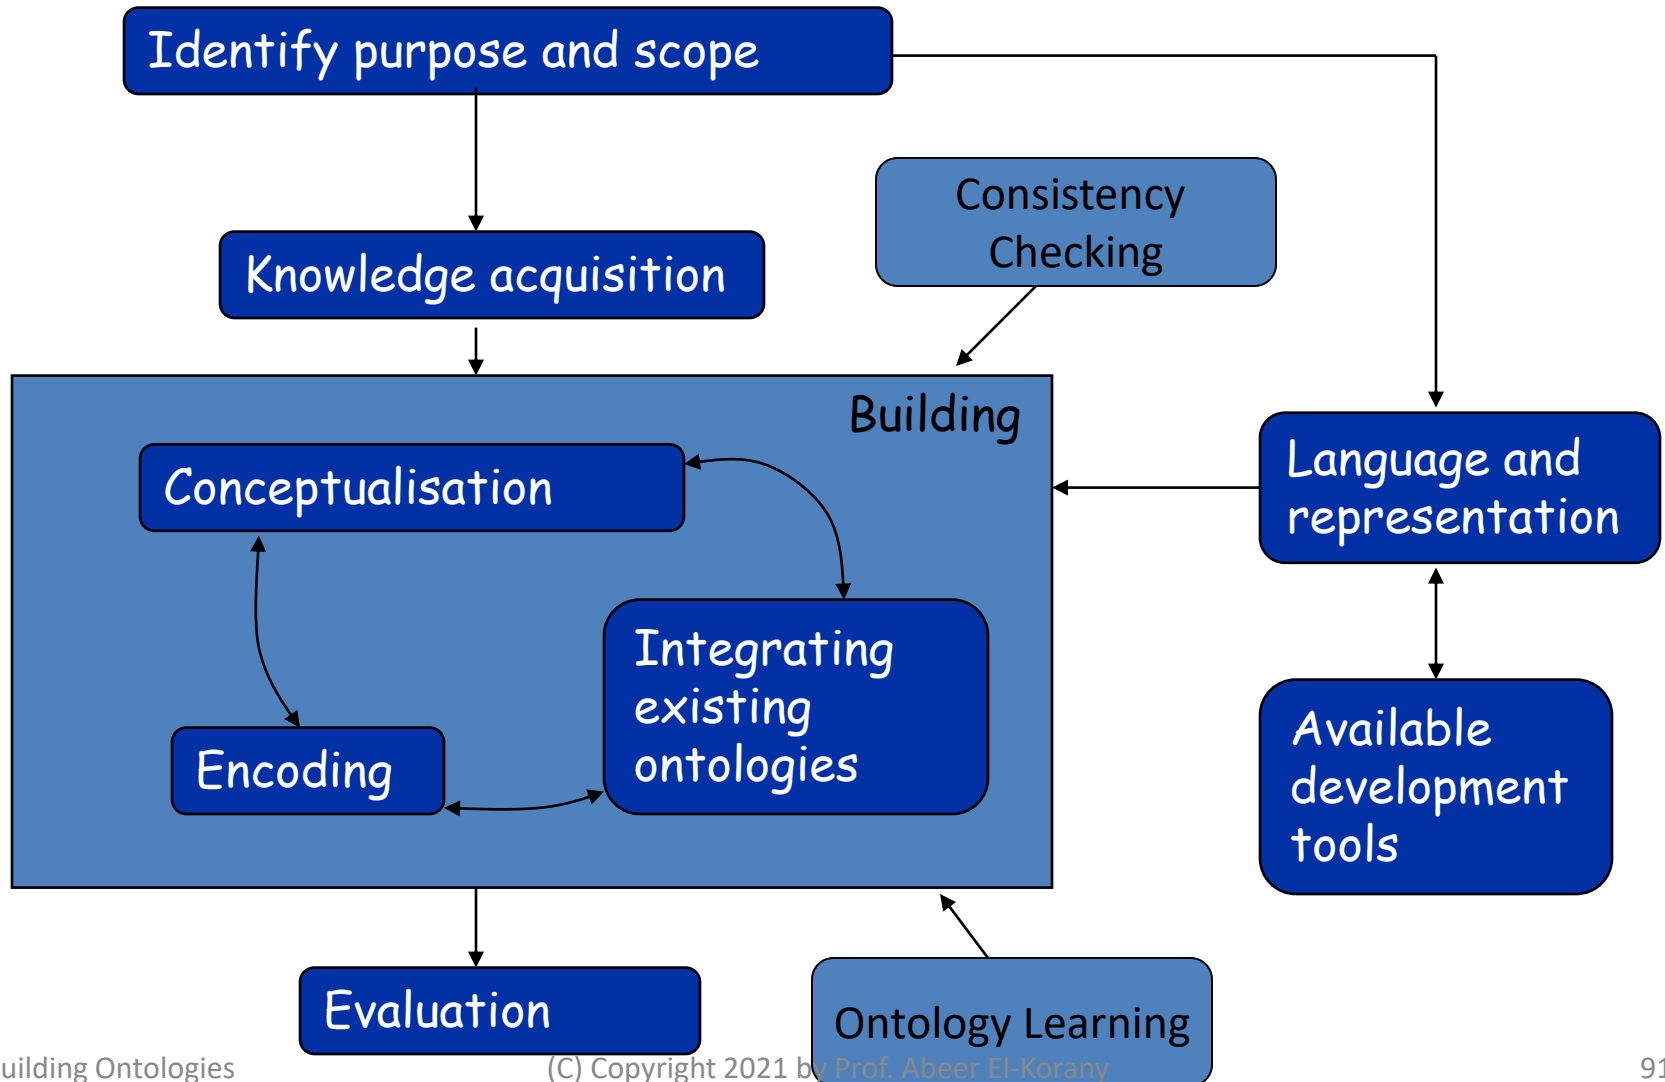 Identify purpose and scope
Consistency
Checking
Knowledge acquisition
Building
Conceptualisation
Language and
representation
Integrating
existing
ontologies
Encoding
Available
development
tools
Evaluation
Ontology Learning
uilding Ontologies
(C) Copyright 2021 by Prof. Abeer El-Korany
91